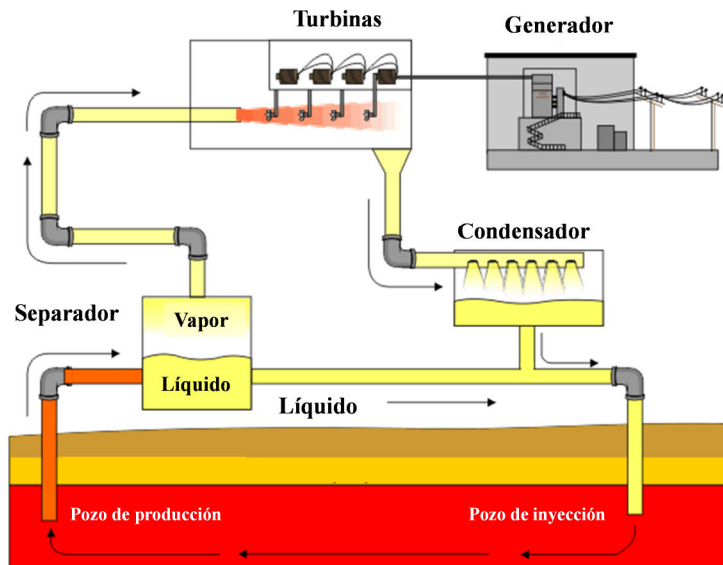 Turbinas
Generador
Condensador
Separador
Vapor
Líquido
Líquido
Pozo de producción
Pozo de inyección